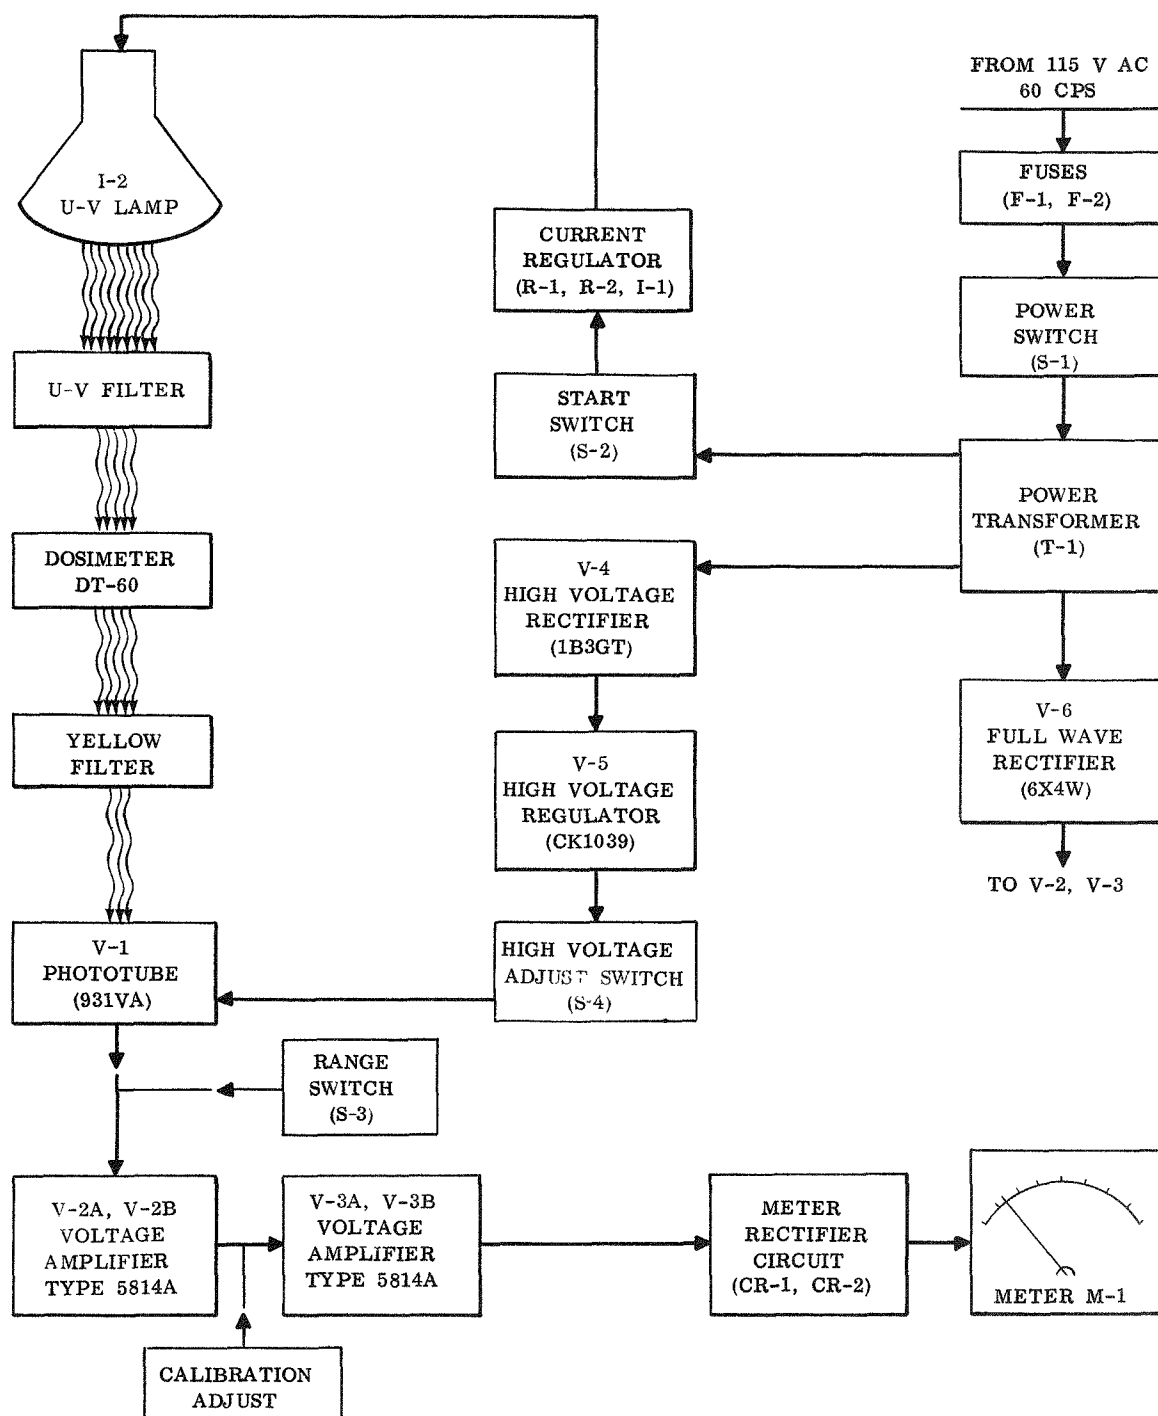 FROM 115 V AC
60 CPS
FUSES
(F-1, F-2)
I-2
U-V LAMP
CURRENT
REGULATOR
(R-1, R-2, I-1)
POWER
SWITCH
(S-1)
U-V FILTER
START
SWITCH
(S-2)
POWER
TRANSFORMER
(T-1)
DOSIMETER
DT-60
V-4
HIGH VOLTAGE
RECTIFIER
(1B3GT)
YELLOW
FILTER
V-5
HIGH VOLTAGE
REGULATOR
(CK1039)
V-6
FULL WAVE
RECTIFIER
(6X4W)
TO V-2, V-3
V-1
PHOTOTUBE
(931VA)
HIGH VOLTAGE
ADJUST SWITCH
(S-4)
RANGE
SWITCH
(S-3)
V-2A, V-2B
VOLTAGE
AMPLIFIER
TYPE 5814A
V-3A, V-3B
VOLTAGE
AMPLIFIER
TYPE 5814A
METER
RECTIFIER
CIRCUIT
(CR-1, CR-2)
METER M-1
CALIBRATION
ADJUST